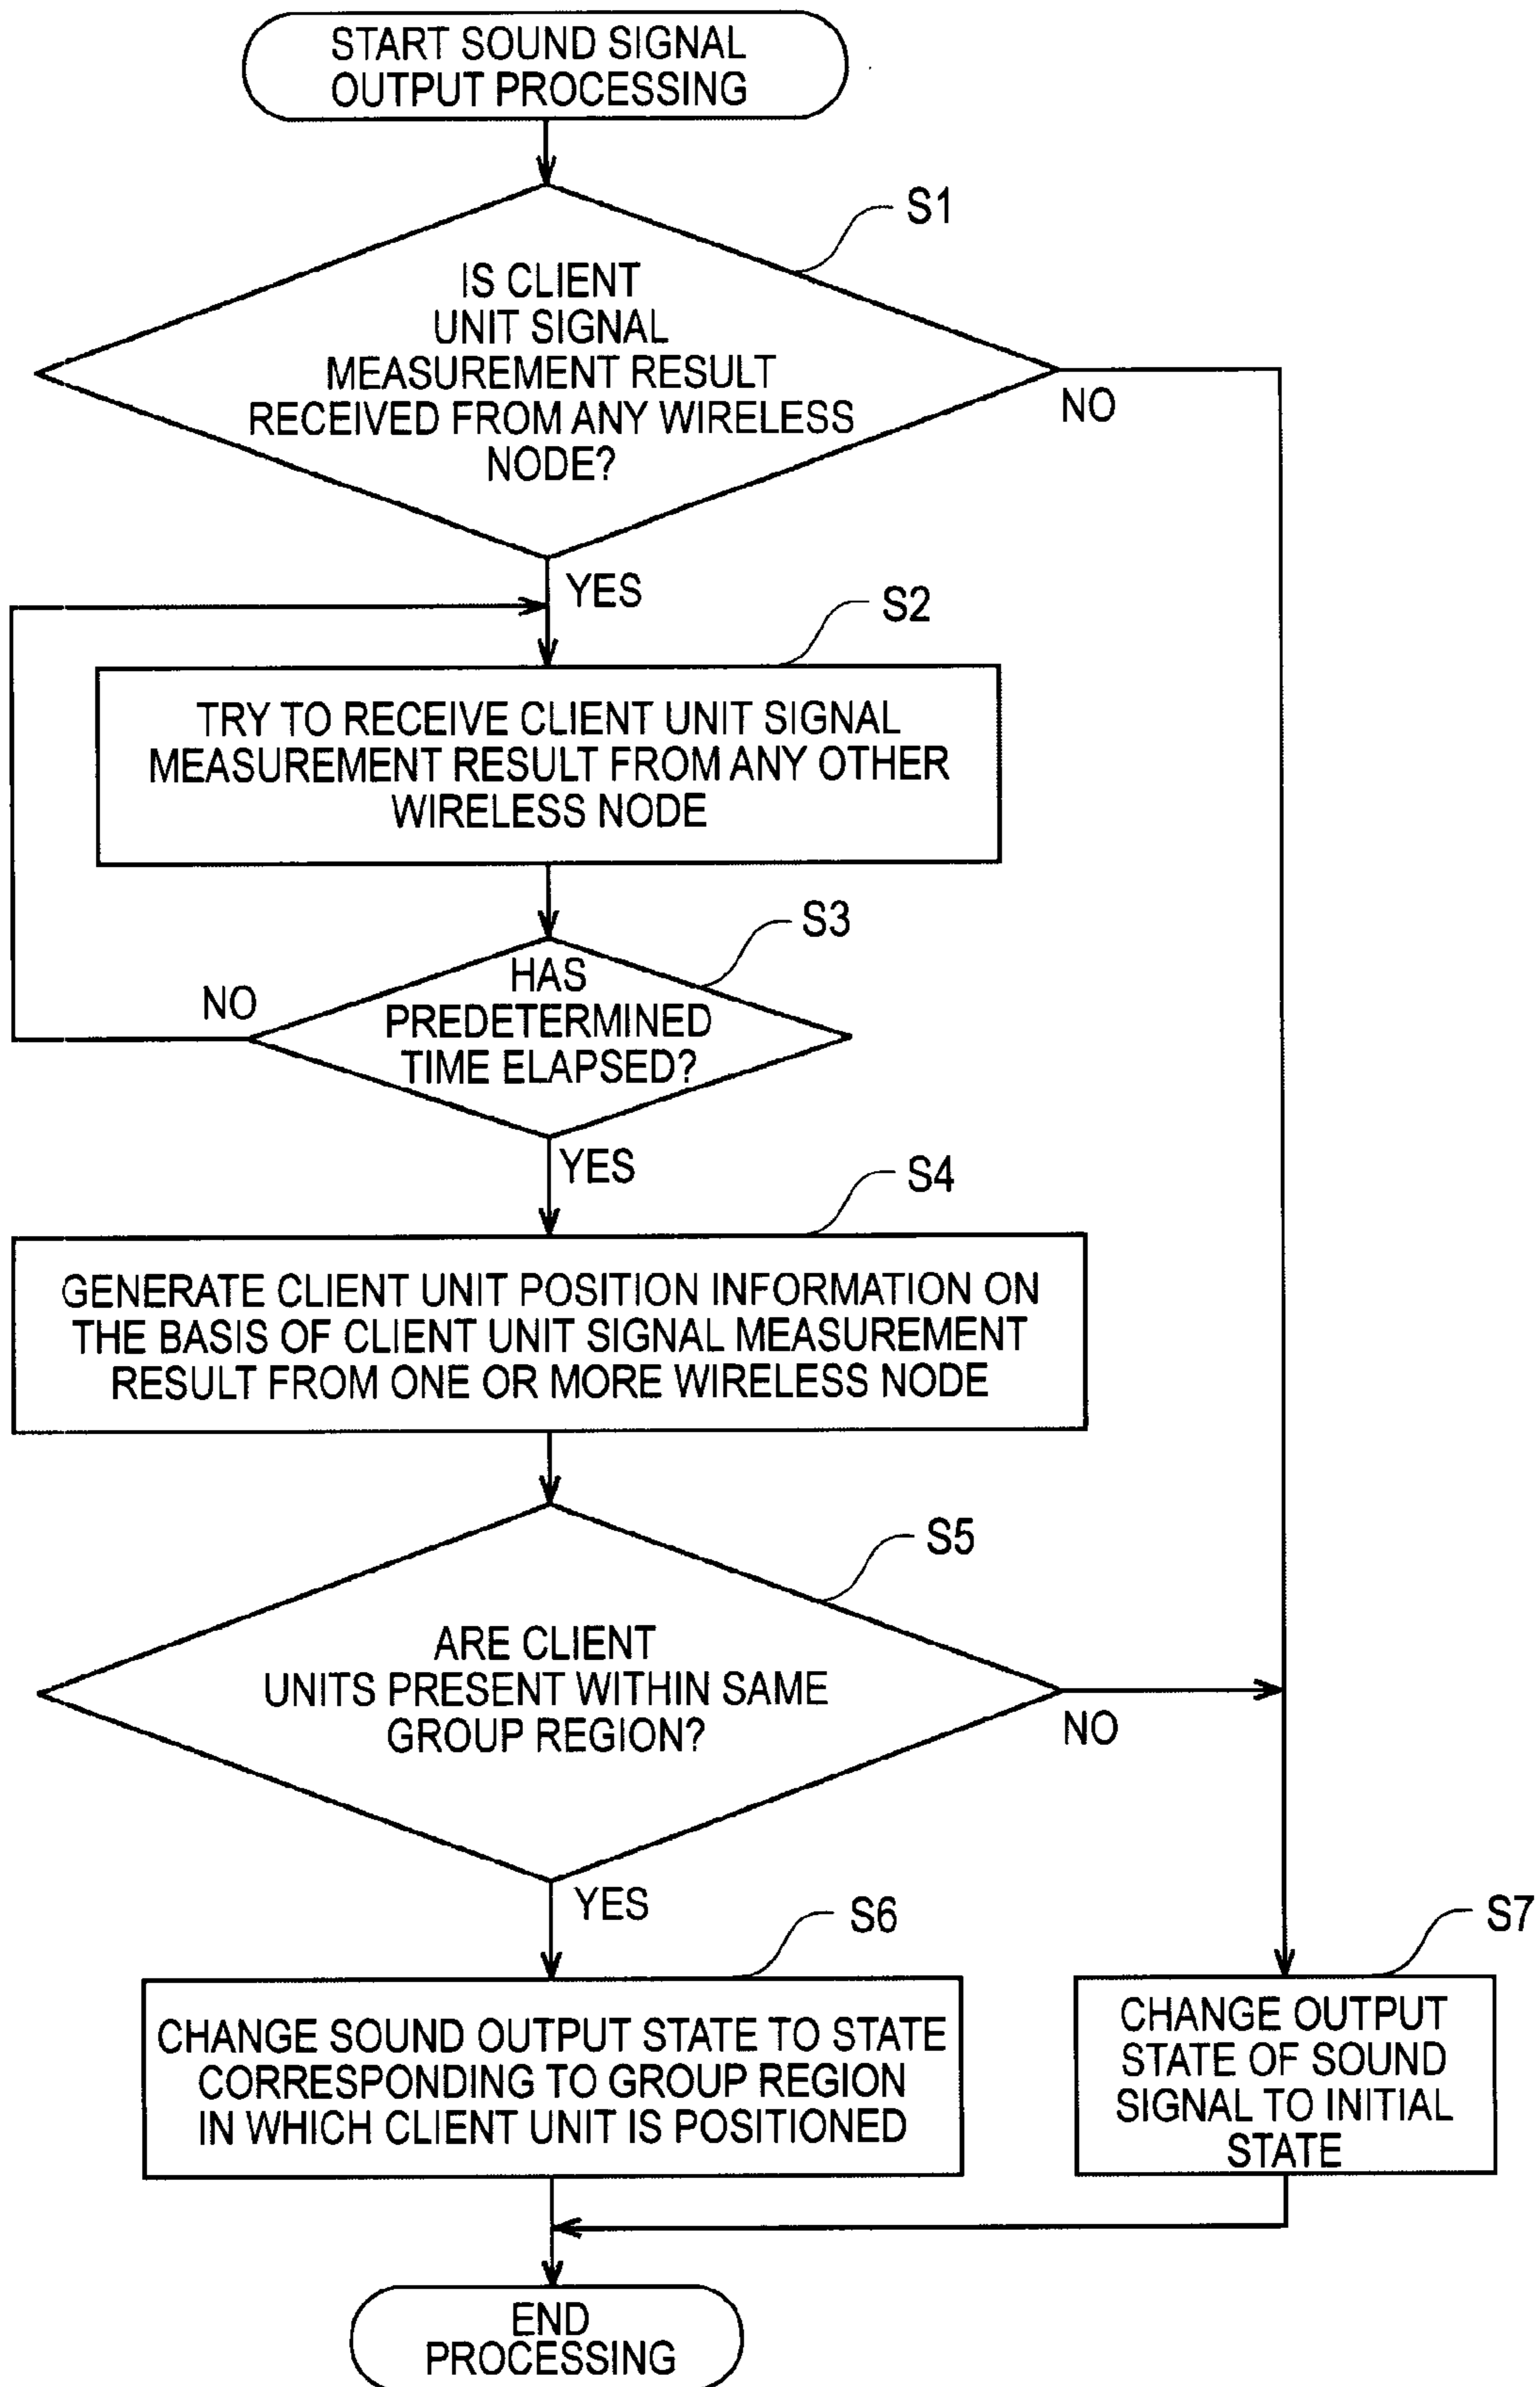 START SOUND SIGNAL
OUTPUT PROCESSING
S1
IS CLIENT
UNIT SIGNAL
MEASUREMENT RESULT
RECEIVED FROM ANY WIRELESS
NODE?
NO
YES
S2
TRY TO RECEIVE CLIENT UNIT SIGNAL
MEASUREMENT RESULT FROM ANY OTHER
WIRELESS NODE
S3
HAS
PREDETERMINED
TIME ELAPSED?
NO
YES
S4
GENERATE CLIENT UNIT POSITION INFORMATION ON
THE BASIS OF CLIENT UNIT SIGNAL MEASUREMENT
RESULT FROM ONE OR MORE WIRELESS NODE
S5
ARE CLIENT
UNITS PRESENT WITHIN SAME
GROUP REGION?
NO
YES
S6
CHANGE SOUND OUTPUT STATE TO STATE
CORRESPONDING TO GROUP REGION
IN WHICH CLIENT UNIT IS POSITIONED
S7
CHANGE OUTPUT
STATE OF SOUND
SIGNAL TO INITIAL
STATE
END
PROCESSING